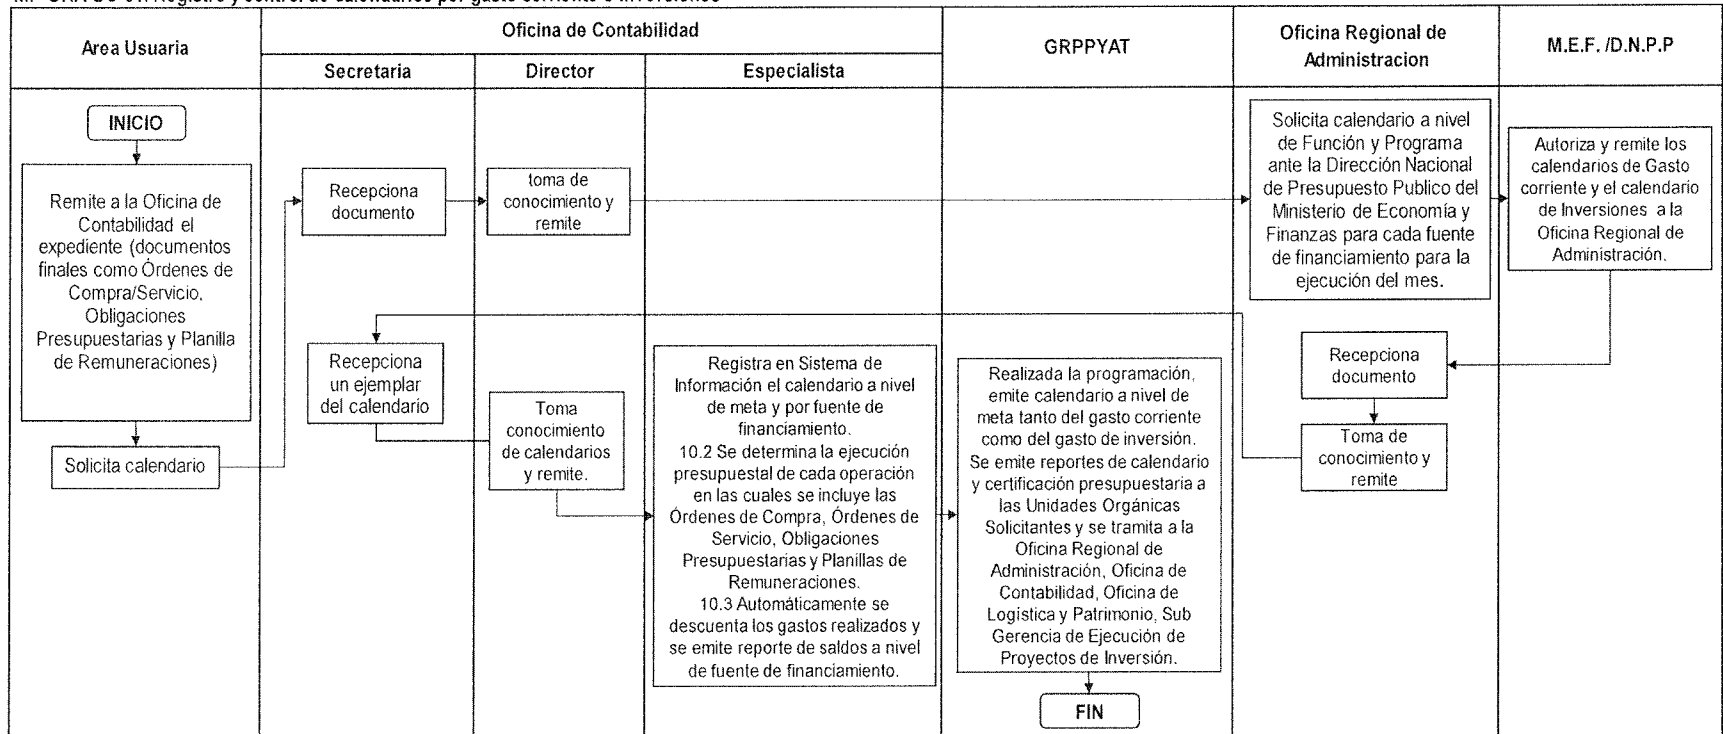 Registro y control de calendarios por gasto corriente e inversiones
Area Usuaria
Oficina de Contabilidad
Secretaria
Director
Especialista
GRPPYAT
Oficina Regional de
Administracion
M.E.F. /D.N.P.P
INICIO
Remite a la Oficina de
Contabilidad el
expediente (documentos
finales como Órdenes de
Compra/Servicio,
Obligaciones
Presupuestarias y Planilla
de Remuneraciones)
Solicita calendario
Recepciona
documento
toma de
conocimiento y
remite
Solicita calendario a nivel
de Función y Programa
ante la Dirección Nacional
de Presupuesto Publico del
Ministerio de Economía y
Finanzas para cada fuente
de financiamiento para la
ejecución del mes.
Autoriza y remite los
calendarios de Gasto
corriente y el calendario
de Inversiones a la
Oficina Regional de
Administración.
Recepciona
documento
Toma de
conocimiento y
remite
Recepciona
un ejemplar
del calendario
Toma
conocimiento
de calendarios
y remite.
Registra en Sistema de
Información el calendario a nivel
de meta y por fuente de
financiamiento.
10.2 Se determina la ejecución
presupuestal de cada operación
en las cuales se incluye las
Órdenes de Compra, Órdenes de
Servicio, Obligaciones
Presupuestarias y Planillas de
Remuneraciones.
10.3 Automáticamente se
descuenta los gastos realizados y
se emite reporte de saldos a nivel
de fuente de financiamiento.
Realizada la programación,
emite calendario a nivel de
meta tanto del gasto corriente
como del gasto de inversión.
Se emite reportes de calendario
y certificación presupuestaria a
las Unidades Orgánicas
Solicitantes y se tramita a la
Oficina Regional de
Administración, Oficina de
Contabilidad, Oficina de
Logística y Patrimonio, Sub
Gerencia de Ejecución de
Proyectos de Inversión.
FIN